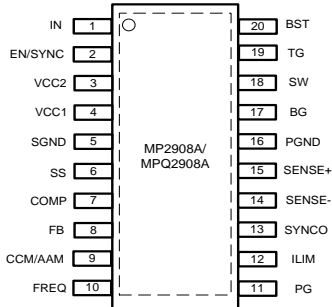 IN 1 20 BST
EN/SYNC 2 19 TG
VCC2 3 18 SW
VCC1 4 17 BG
SGND 5 MP2908A/ 16 PGND
SS 6 MPQ2908A 15 SENSE+
COMP 7 14 SENSE-
FB 8 13 SYNCO
CCM/AAM 9 12 ILIM
FREQ 10 11 PG